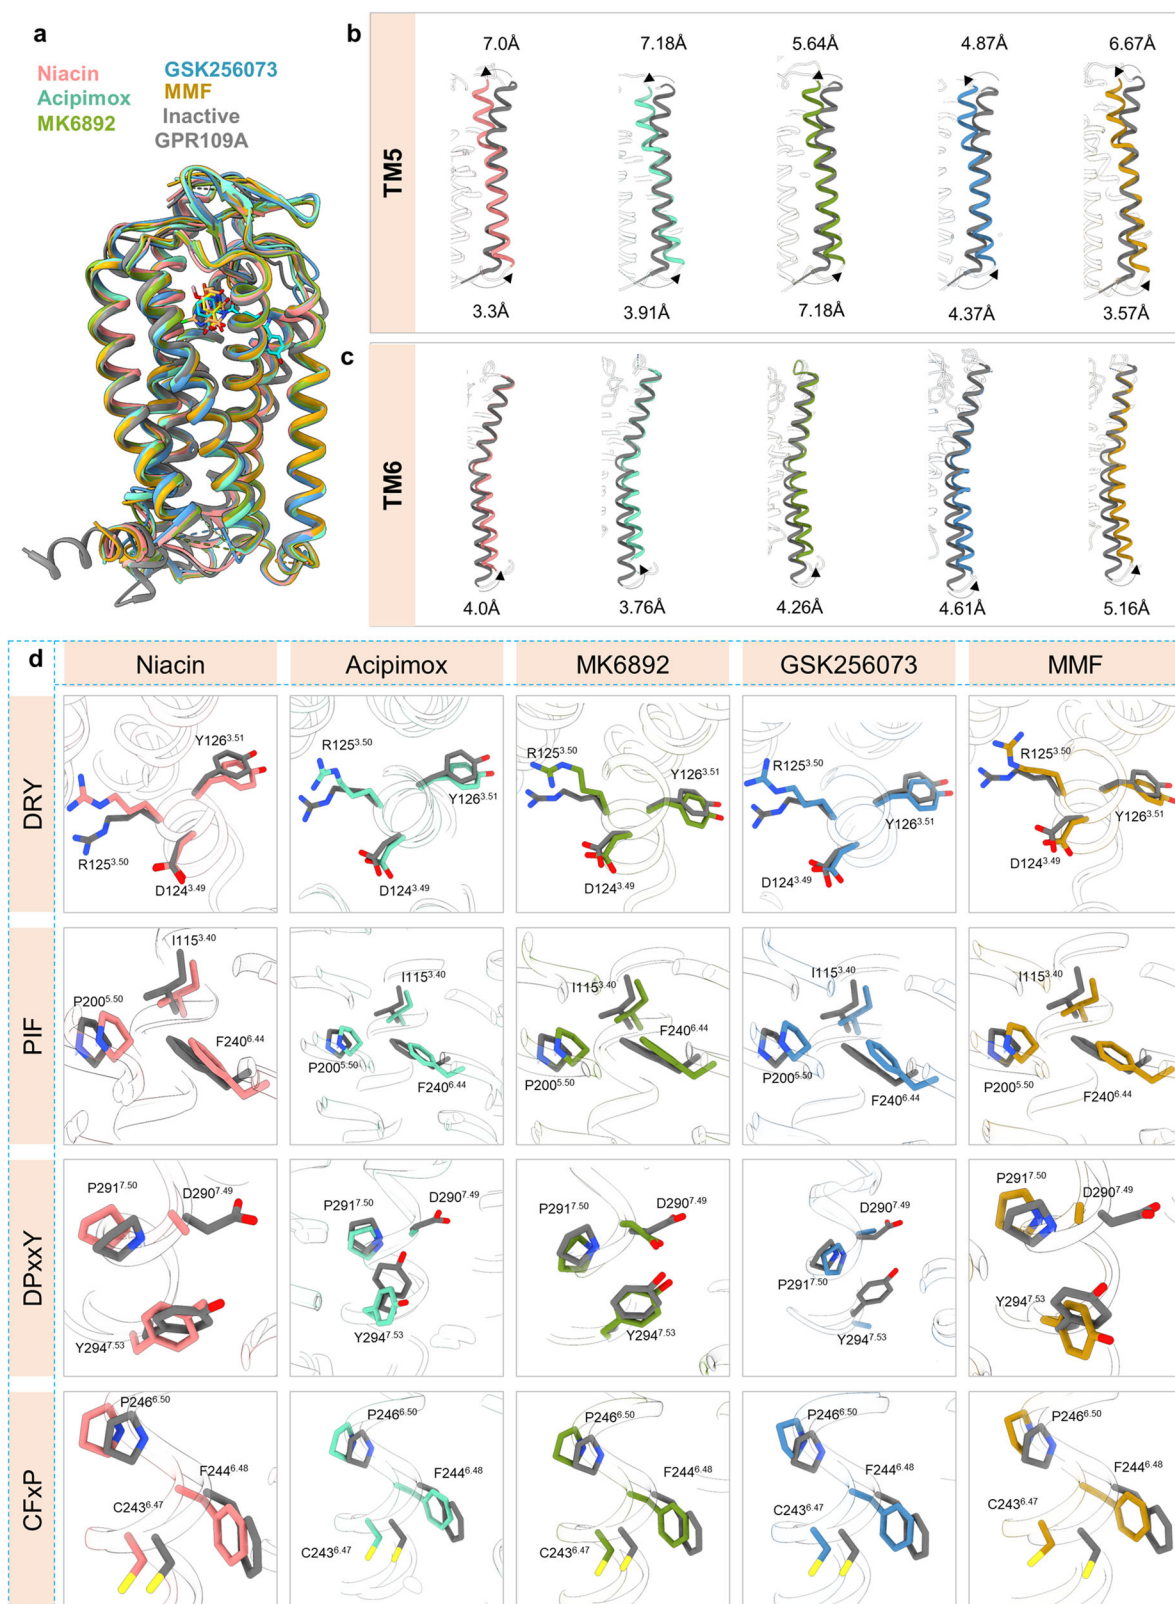 a
Niacin
Acipimox
MK6892
GSK256073
MMF
Inactive
GPR109A
b
TM5
7.0Å
7.18Å
5.64Å
4.87Å
6.67Å
3.3Å
3.91Å
7.18Å
4.37Å
3.57Å
c
TM6
4.0Å
3.76Å
4.26Å
4.61Å
5.16Å
d
Niacin
Acipimox
MK6892
GSK256073
MMF
DRY
Y126³·⁵¹
R125³·⁵⁰
D124³·⁴⁹
R125³·⁵⁰
Y126³·⁵¹
D124³·⁴⁹
R125³·⁵⁰
Y126³·⁵¹
D124³·⁴⁹
R125³·⁵⁰
Y126³·⁵¹
D124³·⁴⁹
R125³·⁵⁰
Y126³·⁵¹
D124³·⁴⁹
PIF
I115³·⁴⁰
P200⁵·⁵⁰
F240⁶·⁴⁴
I115³·⁴⁰
P200⁵·⁵⁰
F240⁶·⁴⁴
I115³·⁴⁰
F240⁶·⁴⁴
P200⁵·⁵⁰
I115³·⁴⁰
P200⁵·⁵⁰
F240⁶·⁴⁴
I115³·⁴⁰
P200⁵·⁵⁰
F240⁶·⁴⁴
DPxxY
P291⁷·⁵⁰
D290⁷·⁴⁹
Y294⁷·⁵³
P291⁷·⁵⁰
D290⁷·⁴⁹
Y294⁷·⁵³
P291⁷·⁵⁰
D290⁷·⁴⁹
Y294⁷·⁵³
D290⁷·⁴⁹
P291⁷·⁵⁰
Y294⁷·⁵³
P291⁷·⁵⁰
D290⁷·⁴⁹
Y294⁷·⁵³
CFxP
P246⁶·⁵⁰
F244⁶·⁴⁸
C243⁶·⁴⁷
P246⁶·⁵⁰
F244⁶·⁴⁸
C243⁶·⁴⁷
P246⁶·⁵⁰
F244⁶·⁴⁸
C243⁶·⁴⁷
P246⁶·⁵⁰
F244⁶·⁴⁸
C243⁶·⁴⁷
P246⁶·⁵⁰
F244⁶·⁴⁸
C243⁶·⁴⁷